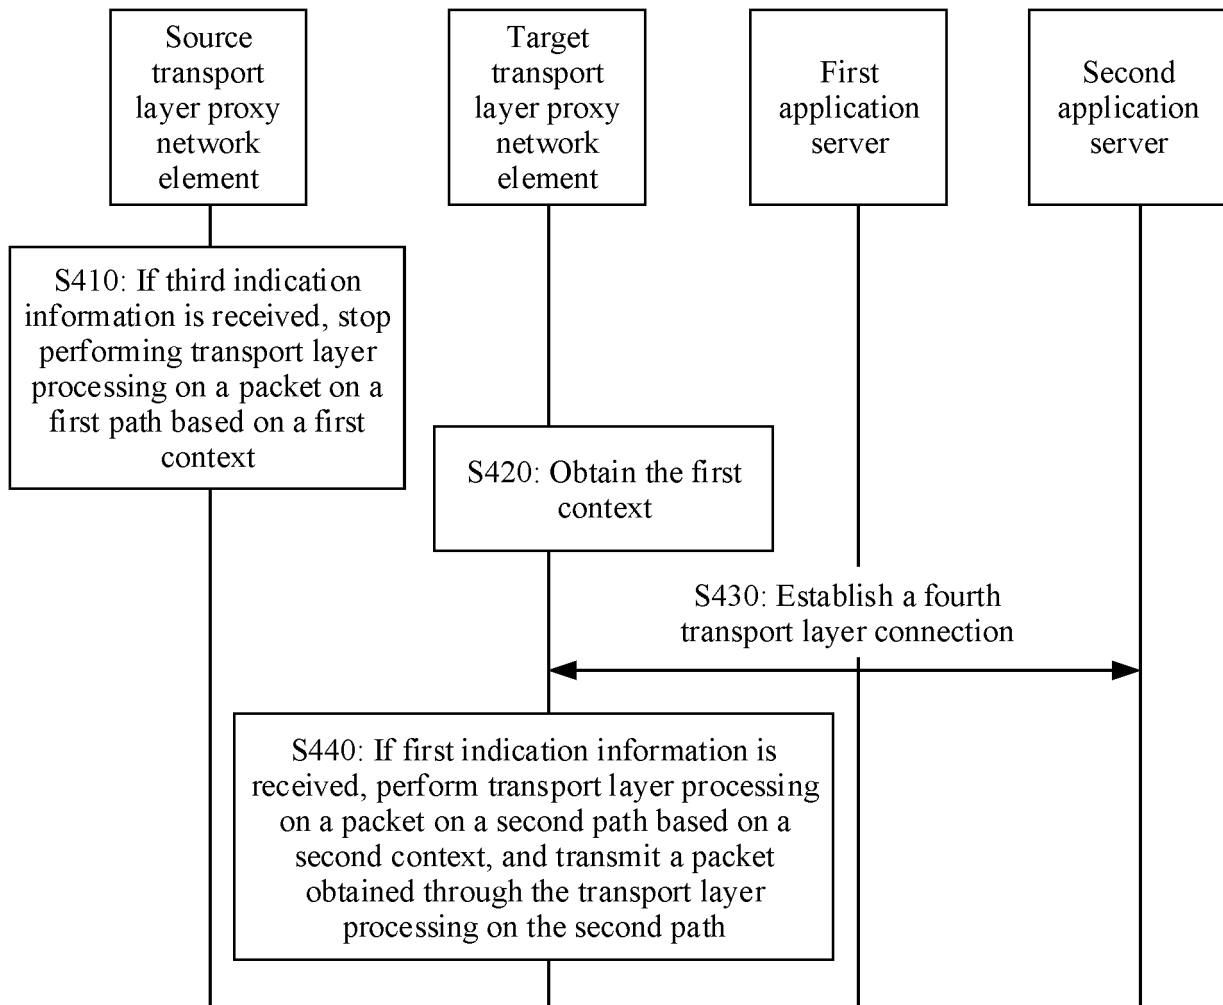 Source
transport
layer proxy
network
element
Target
transport
layer proxy
network
element
First
application
server
Second
application
server
S410: If third indication
information is received, stop
performing transport layer
processing on a packet on a
first path based on a first
context
S420: Obtain the first
context
S430: Establish a fourth
transport layer connection
S440: If first indication information is
received, perform transport layer processing
on a packet on a second path based on a
second context, and transmit a packet
obtained through the transport layer
processing on the second path